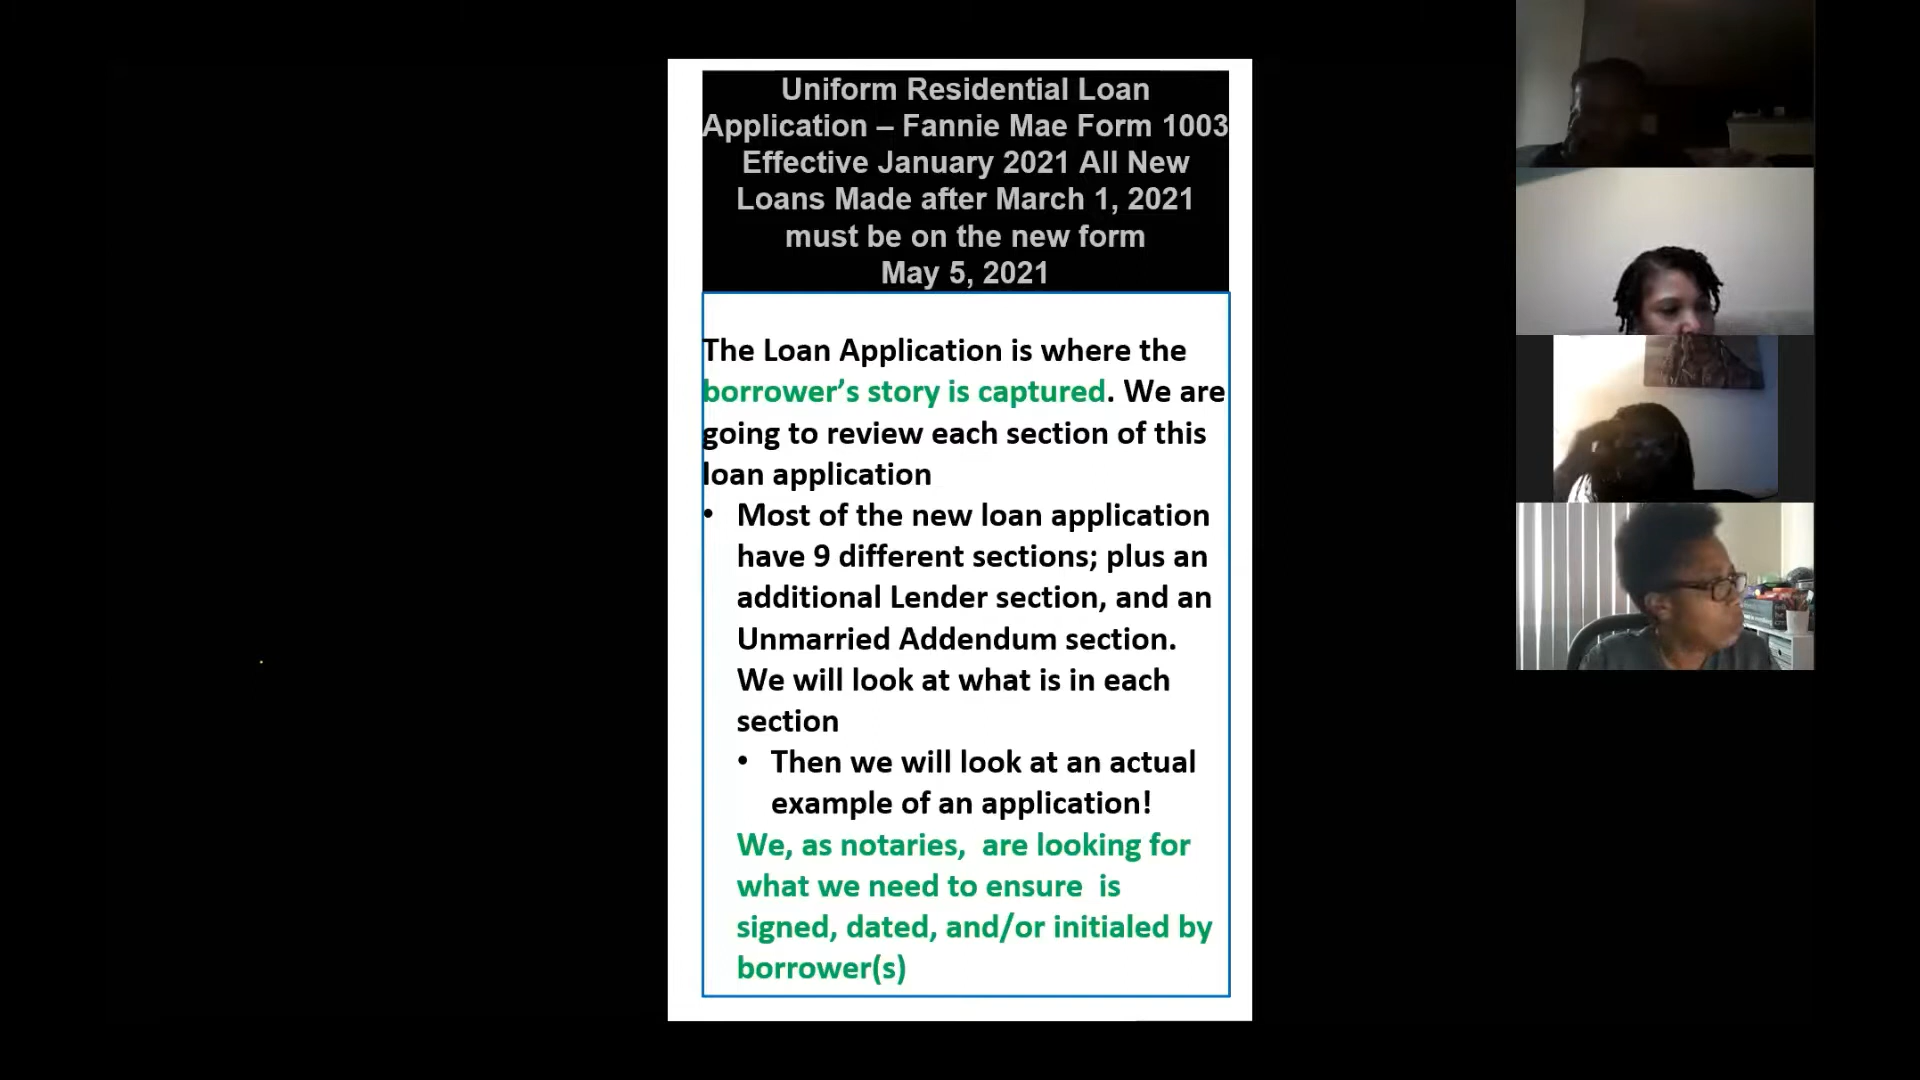 Uniform Residential Loan
Application – Fannie Mae Form 1003
Effective January 2021 All New
Loans Made after March 1, 2021
must be on the new form
May 5, 2021
The Loan Application is where the
borrower’s story is captured. We are
going to review each section of this
loan application
• Most of the new loan application
have 9 different sections; plus an
additional Lender section, and an
Unmarried Addendum section.
We will look at what is in each
section
• Then we will look at an actual
example of an application!
We, as notaries,  are looking for
what we need to ensure  is
signed, dated, and/or initialed by
borrower(s)